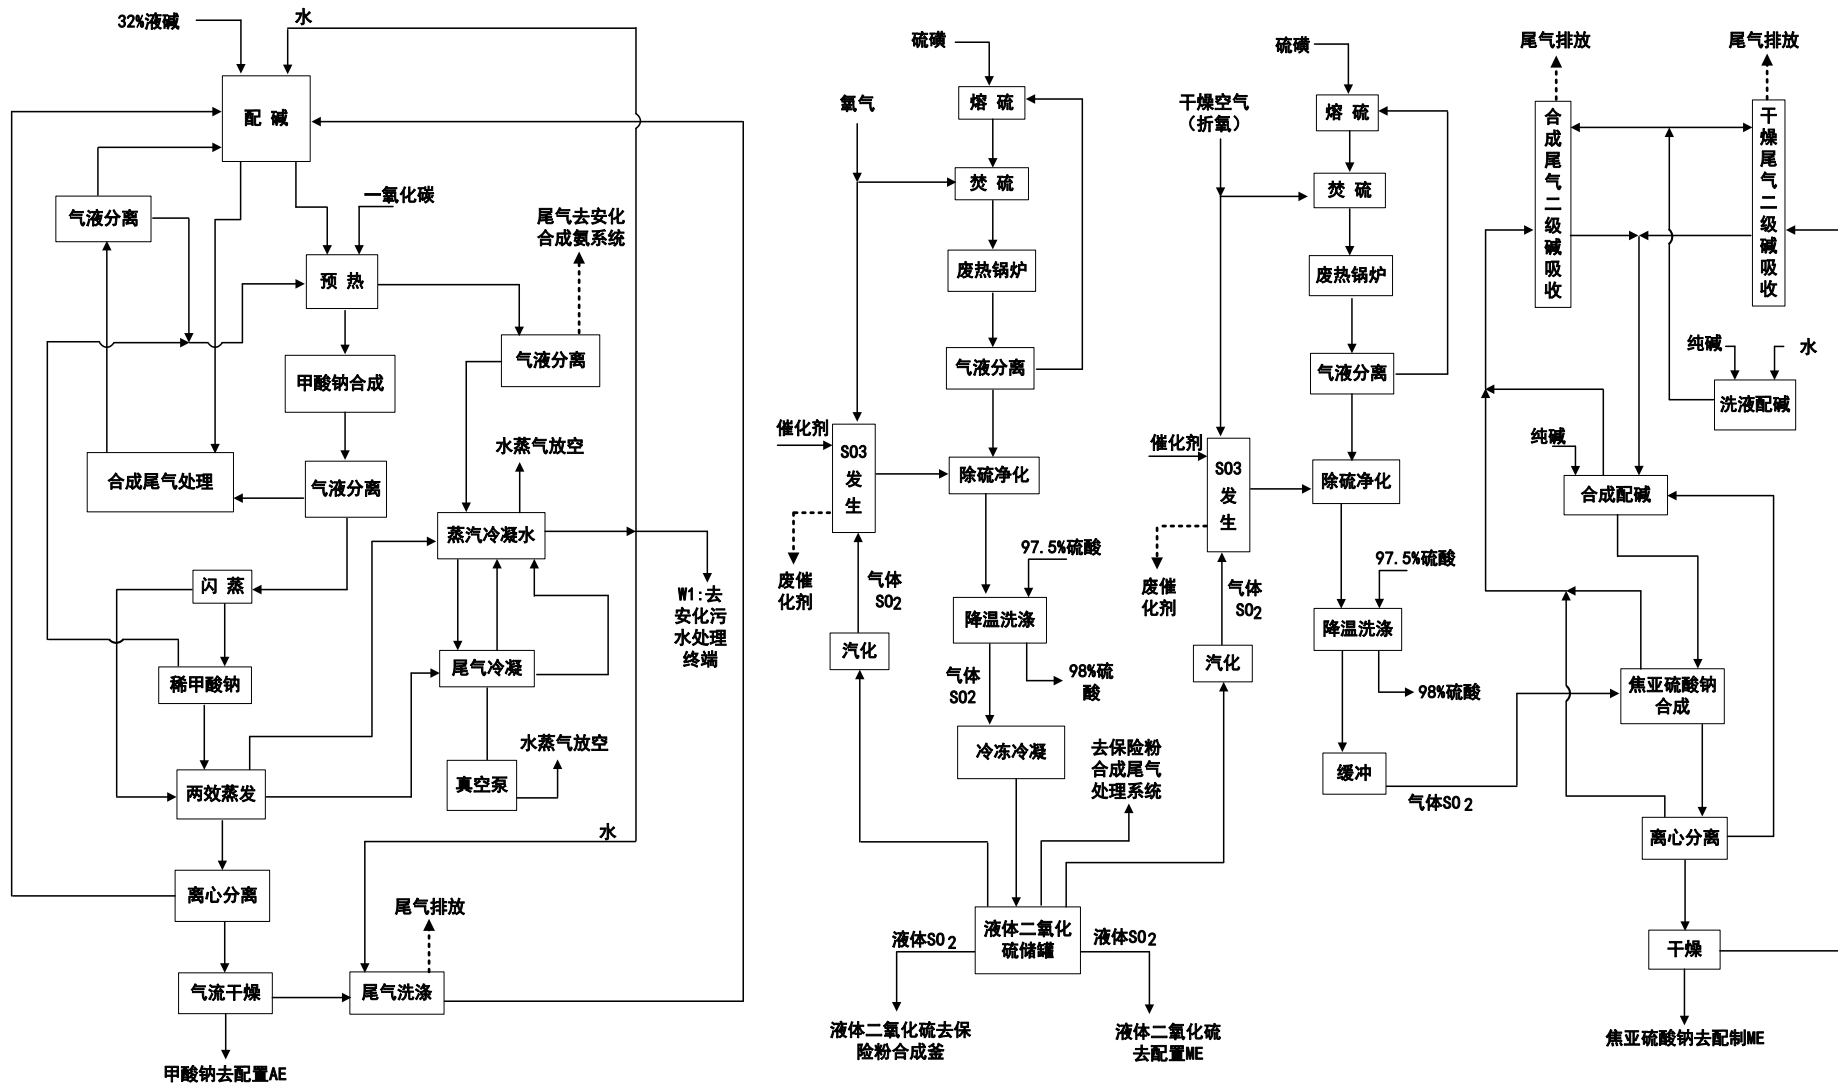 32%液碱
水
配 碱
气液分离
一氧化碳
尾气去安化
合成氨系统
预 热
气液分离
甲酸钠合成
合成尾气处理
气液分离
水蒸气放空
蒸汽冷凝水
闪 蒸
W1:去
安化污
水处理
终端
稀甲酸钠
尾气冷凝
水蒸气放空
两效蒸发
真空泵
水
离心分离
尾气排放
气流干燥
尾气洗涤
甲酸钠去配置AE
硫磺
氧气
熔 硫
焚 硫
废热锅炉
气液分离
催化剂
SO3
发
生
除硫净化
废催
化剂
气体
SO2
97.5%硫酸
降温洗涤
汽化
气体
SO2
98%硫
酸
冷冻冷凝
去保险粉
合成尾气
处理系统
液体二氧化
硫储罐
液体SO2
液体SO2
液体二氧化硫去保
险粉合成釜
液体二氧化硫
去配置ME
硫磺
干燥空气
（折氧）
熔 硫
焚 硫
废热锅炉
气液分离
催化剂
SO3
发
生
除硫净化
废催
化剂
气体
SO2
97.5%硫酸
降温洗涤
汽化
98%硫酸
缓冲
气体SO2
尾气排放
尾气排放
合成尾气二级碱吸收
干燥尾气二级碱吸收
纯碱
水
洗液配碱
纯碱
合成配碱
焦亚硫酸钠
合成
离心分离
干燥
焦亚硫酸钠去配制ME